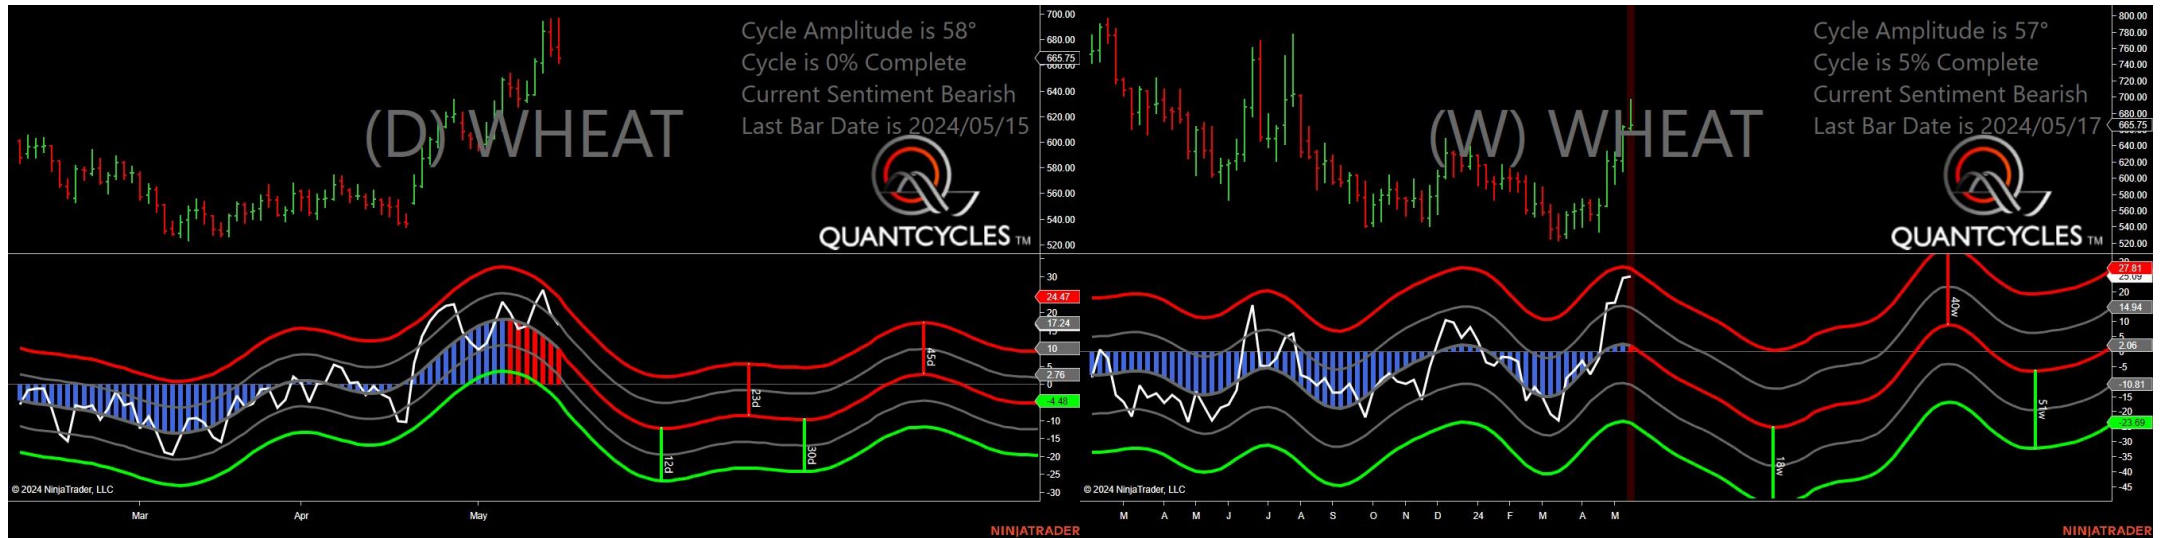 Cycle Amplitude is 58°
Cycle is 0% Complete
Current Sentiment Bearish
Last Bar Date is 2024/05/15
(D) WHEAT
QUANTCYCLES TM
700.00
680.00
665.75
660.00
640.00
620.00
600.00
580.00
560.00
540.00
520.00
30
24.47
20
17.24
10
5
2.76
0
-4.48
-10
-15
-20
-25
-30
12d
23d
30d
45d
© 2024 NinjaTrader, LLC
Mar
Apr
May
NINJATRADER
Cycle Amplitude is 57°
Cycle is 5% Complete
Current Sentiment Bearish
Last Bar Date is 2024/05/17
(W) WHEAT
QUANTCYCLES TM
800.00
780.00
760.00
740.00
720.00
700.00
680.00
665.75
640.00
620.00
600.00
580.00
560.00
540.00
520.00
27.81
25.09
20
14.94
10
5
2.06
-5
-10.81
-15
-20
-23.69
-30
-35
-40
-45
18w
40w
51w
© 2024 NinjaTrader, LLC
M A M J J A S O N D 24 F M A M
NINJATRADER